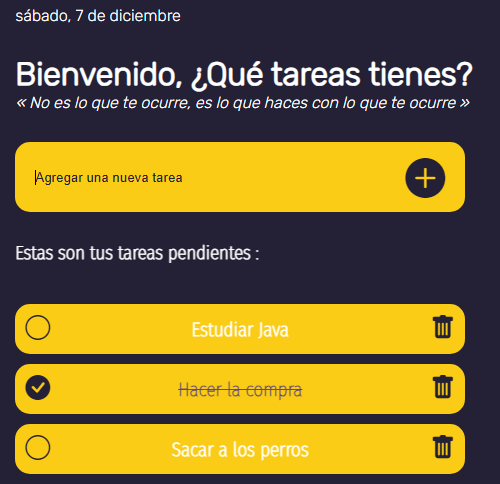 sábado, 7 de diciembre
Bienvenido, ¿Qué tareas tienes?
« No es lo que te ocurre, es lo que haces con lo que te ocurre »
Agregar una nueva tarea
Estas son tus tareas pendientes :
Estudiar Java
Hacer la compra
Sacar a los perros